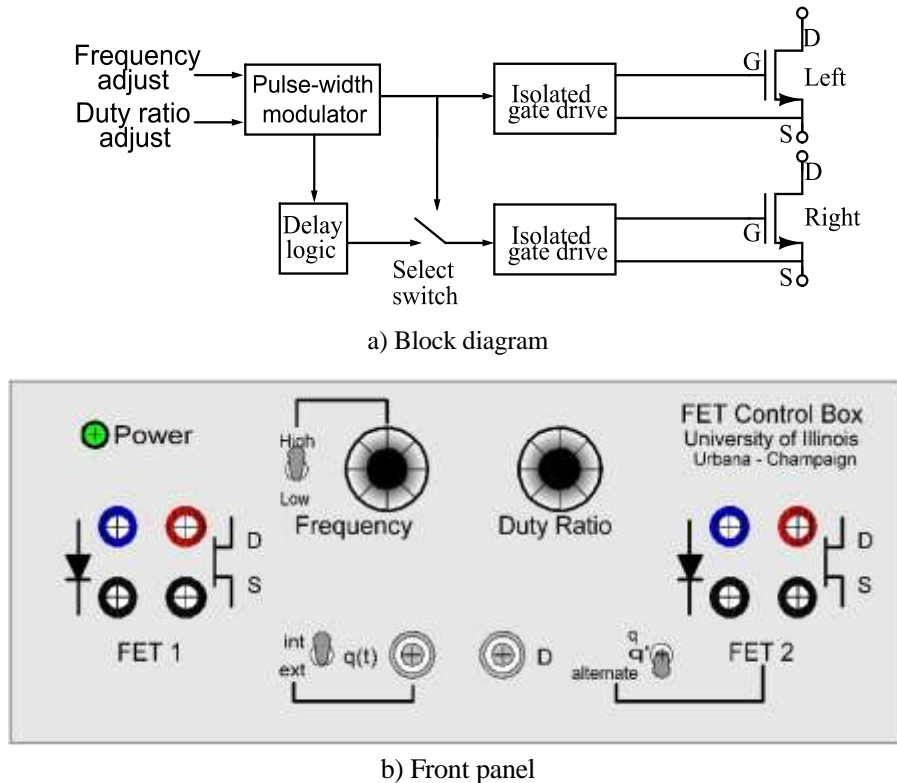 Frequency
adjust
Duty ratio
adjust
Pulse-width
modulator
Isolated
gate drive
G
D
Left
S
Delay
logic
Select
switch
Isolated
gate drive
G
D
Right
S
a) Block diagram
Power
High
Low
Frequency
Duty Ratio
FET Control Box
University of Illinois
Urbana - Champaign
D
S
FET 1
int
ext
q(t)
D
q
q'
alternate
D
S
FET 2
b) Front panel